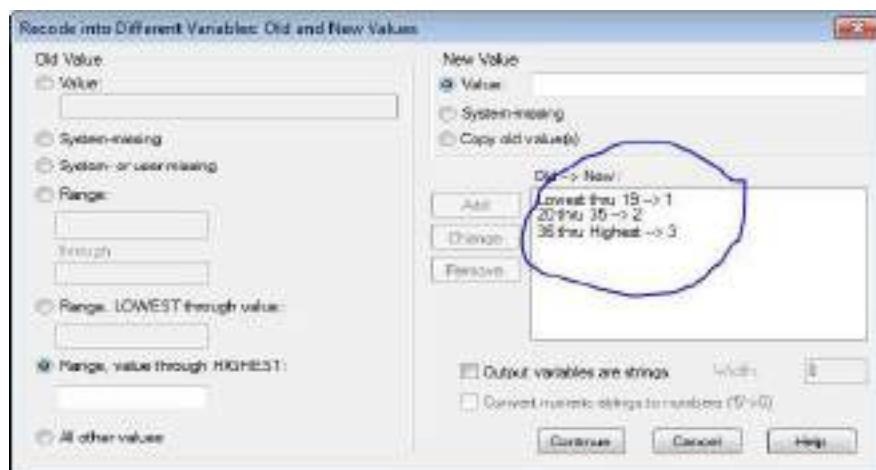 Recode into Different Variables: Old and New Values
Old Value
Value:
System-missing
System- or user-missing
Range:
through
Range, LOWEST through value:
Range, value through HIGHEST:
All other values
New Value
Value:
System-missing
Copy old value(s)
Old --> New:
Lowest thru 19 --> 1
20 thru 35 --> 2
36 thru Highest --> 3
Add
Change
Remove
Output variables are strings
Width:
8
Convert numeric strings to numbers ('5'->5)
Continue
Cancel
Help